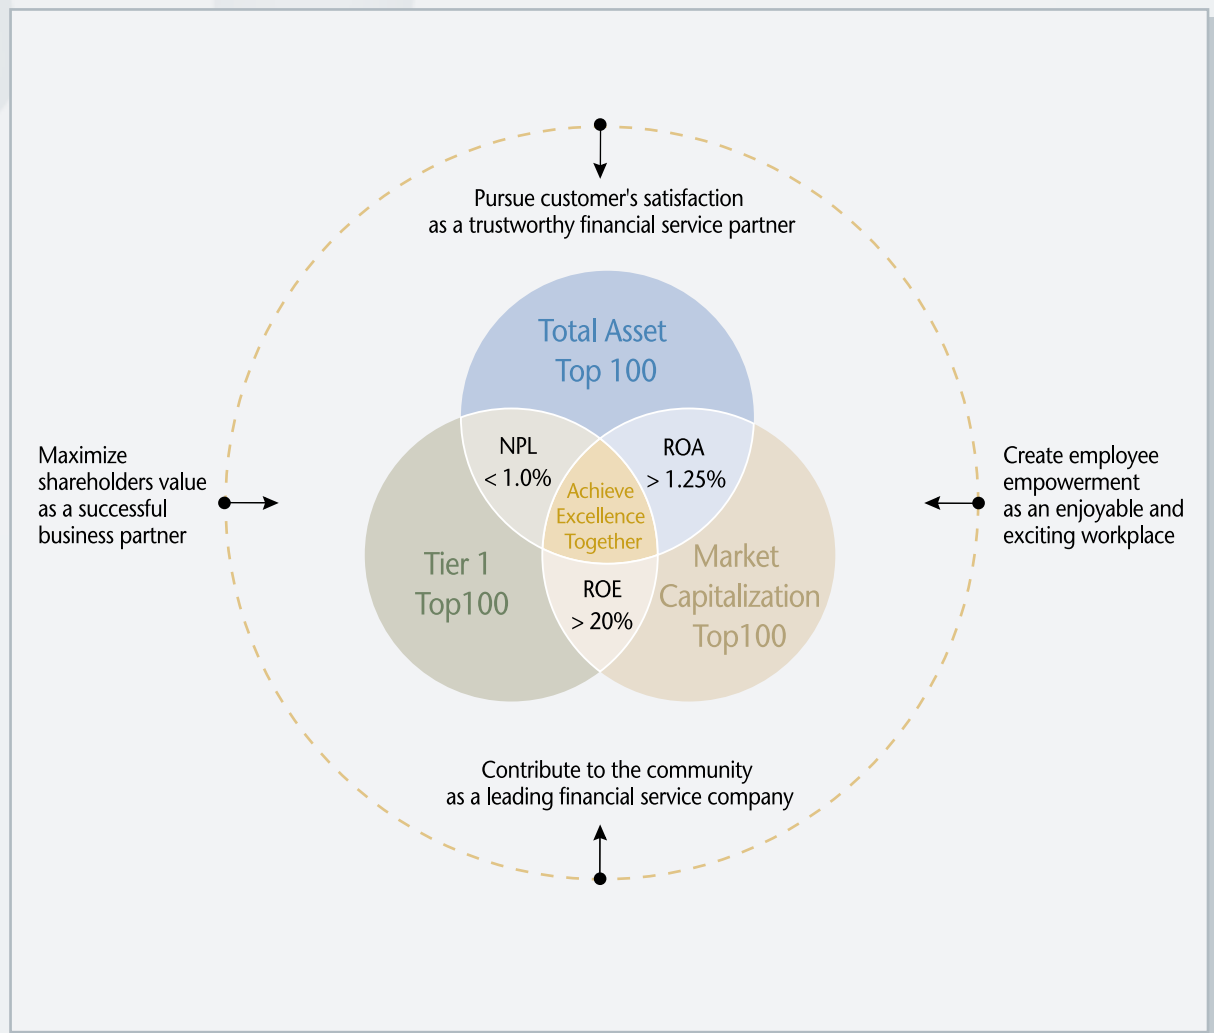 Pursue customer's satisfaction
as a trustworthy financial service partner
Total Asset
Top 100
NPL
< 1.0%
ROA
> 1.25%
Achieve
Excellence
Together
Maximize
shareholders value
as a successful
business partner
Create employee
empowerment
as an enjoyable and
exciting workplace
Tier 1
Top100
Market
Capitalization
Top100
ROE
> 20%
Contribute to the community
as a leading financial service company